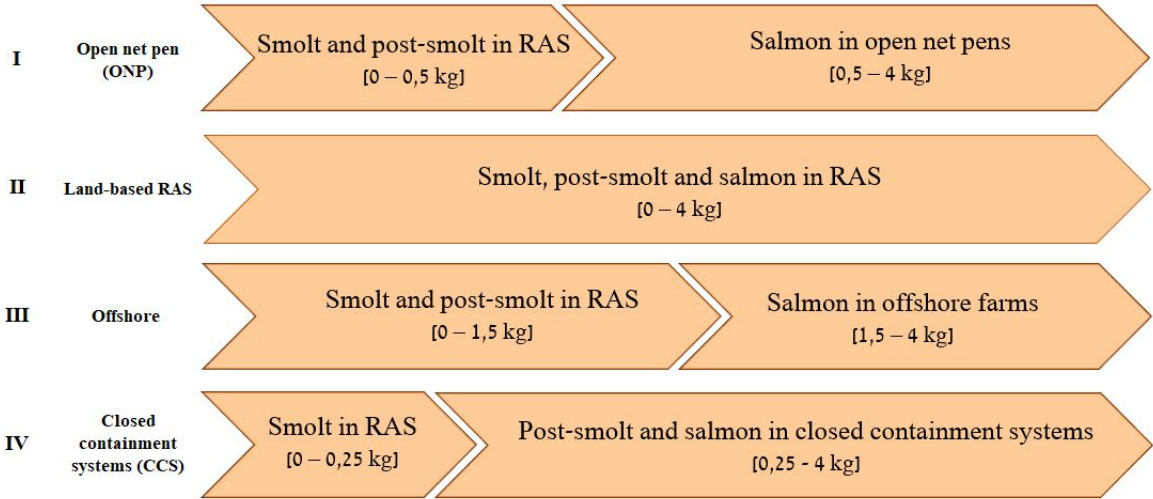 I
Open net pen
(ONP)
Smolt and post-smolt in RAS
[0 – 0,5 kg]
Salmon in open net pens
[0,5 – 4 kg]
II
Land-based RAS
Smolt, post-smolt and salmon in RAS
[0 – 4 kg]
III
Offshore
Smolt and post-smolt in RAS
[0 – 1,5 kg]
Salmon in offshore farms
[1,5 – 4 kg]
IV
Closed
containment
systems (CCS)
Smolt in RAS
[0 – 0,25 kg]
Post-smolt and salmon in closed containment systems
[0,25 - 4 kg]